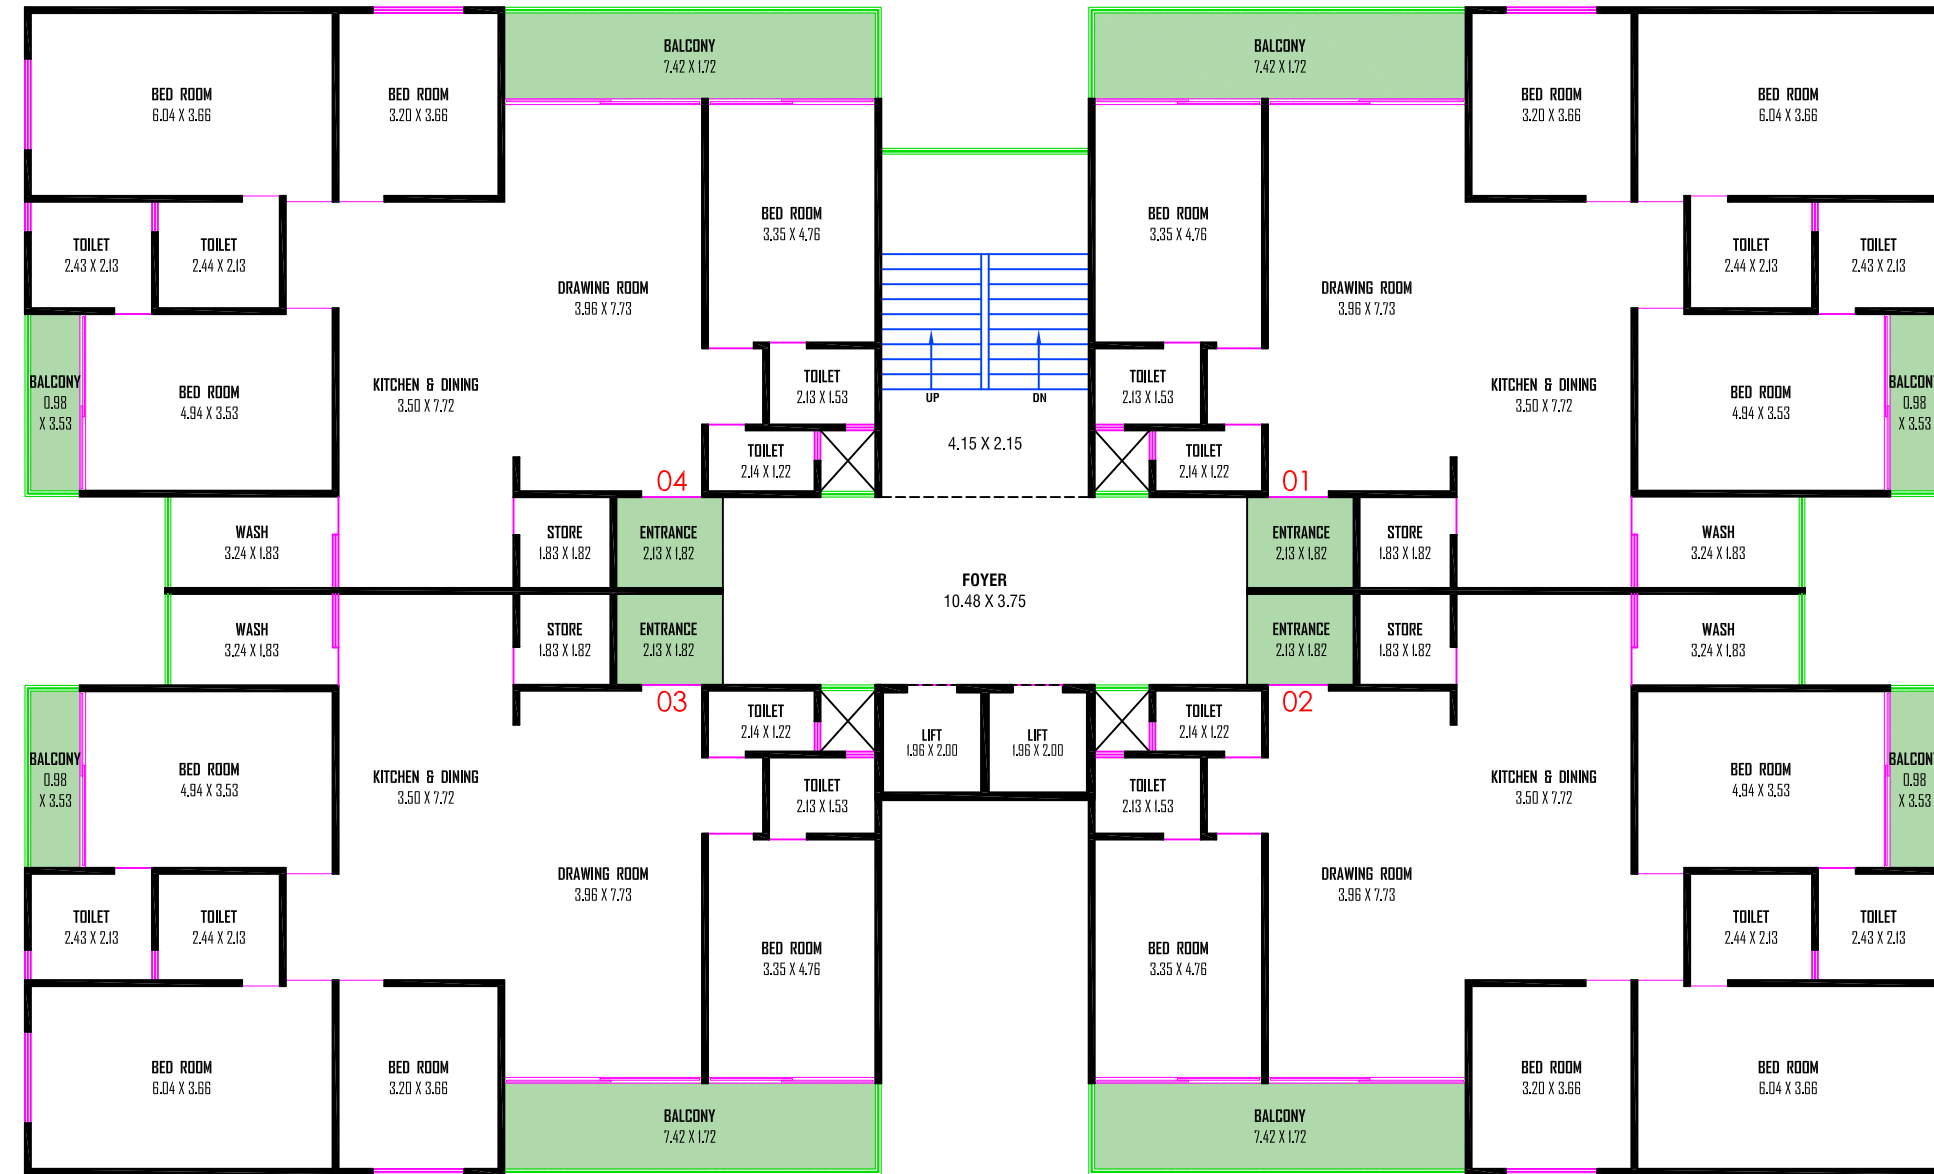 BALCONY
7.42 X 1.72
BALCONY
7.42 X 1.72
BED ROOM
6.04 X 3.66
BED ROOM
3.20 X 3.66
BED ROOM
3.20 X 3.66
BED ROOM
6.04 X 3.66
BED ROOM
3.35 X 4.76
BED ROOM
3.35 X 4.76
TOILET
2.43 X 2.13
TOILET
2.44 X 2.13
TOILET
2.44 X 2.13
TOILET
2.43 X 2.13
DRAWING ROOM
3.96 X 7.73
DRAWING ROOM
3.96 X 7.73
BALCONY
0.98
X 3.53
BED ROOM
4.94 X 3.53
KITCHEN & DINING
3.50 X 7.72
TOILET
2.13 X 1.53
UP
DN
TOILET
2.13 X 1.53
KITCHEN & DINING
3.50 X 7.72
BED ROOM
4.94 X 3.53
BALCONY
0.98
X 3.53
4.15 X 2.15
TOILET
2.14 X 1.22
TOILET
2.14 X 1.22
04
01
WASH
3.24 X 1.83
STORE
1.83 X 1.82
ENTRANCE
2.13 X 1.82
ENTRANCE
2.13 X 1.82
STORE
1.83 X 1.82
WASH
3.24 X 1.83
FOYER
10.48 X 3.75
WASH
3.24 X 1.83
STORE
1.83 X 1.82
ENTRANCE
2.13 X 1.82
ENTRANCE
2.13 X 1.82
STORE
1.83 X 1.82
WASH
3.24 X 1.83
03
02
TOILET
2.14 X 1.22
LIFT
1.96 X 2.00
LIFT
1.96 X 2.00
TOILET
2.14 X 1.22
BALCONY
0.98
X 3.53
BED ROOM
4.94 X 3.53
KITCHEN & DINING
3.50 X 7.72
TOILET
2.13 X 1.53
TOILET
2.13 X 1.53
KITCHEN & DINING
3.50 X 7.72
BED ROOM
4.94 X 3.53
BALCONY
0.98
X 3.53
DRAWING ROOM
3.96 X 7.73
DRAWING ROOM
3.96 X 7.73
TOILET
2.43 X 2.13
TOILET
2.44 X 2.13
TOILET
2.44 X 2.13
TOILET
2.43 X 2.13
BED ROOM
3.35 X 4.76
BED ROOM
3.35 X 4.76
BED ROOM
6.04 X 3.66
BED ROOM
3.20 X 3.66
BED ROOM
3.20 X 3.66
BED ROOM
6.04 X 3.66
BALCONY
7.42 X 1.72
BALCONY
7.42 X 1.72